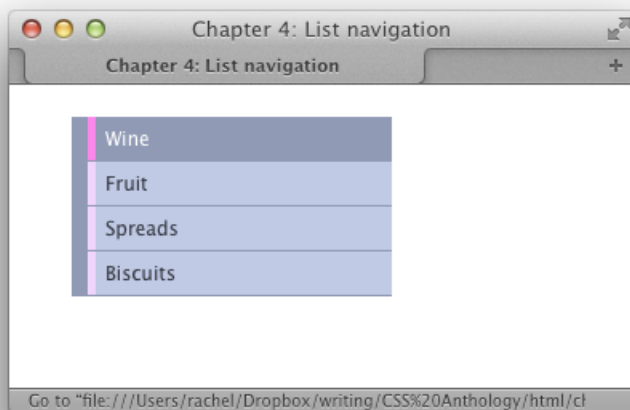 Chapter 4: List navigation
Chapter 4: List navigation
Wine
Fruit
Spreads
Biscuits
Go to "file:///Users/rachel/Dropbox/writing/CSS%20Anthology/html/cl